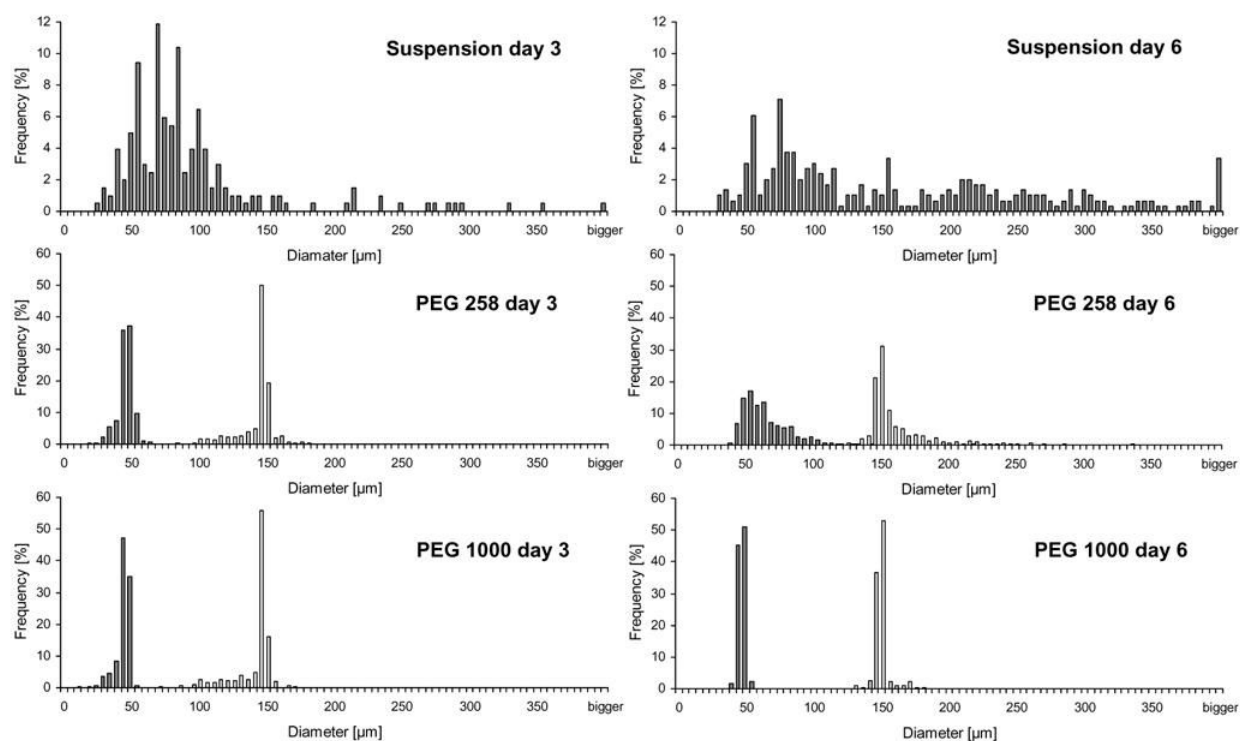 Suspension day 3
Frequency [%]
12
10
8
6
4
2
0
0 50 100 150 200 250 300 350 bigger
Diamater [µm]
Suspension day 6
Frequency [%]
12
10
8
6
4
2
0
0 50 100 150 200 250 300 350 bigger
Diameter [µm]
PEG 258 day 3
Frequency [%]
60
50
40
30
20
10
0
0 50 100 150 200 250 300 350 bigger
Diameter [µm]
PEG 258 day 6
Frequency [%]
60
50
40
30
20
10
0
0 50 100 150 200 250 300 350 bigger
Diameter [µm]
PEG 1000 day 3
Frequency [%]
60
50
40
30
20
10
0
0 50 100 150 200 250 300 350 bigger
Diameter [µm]
PEG 1000 day 6
Frequency [%]
60
50
40
30
20
10
0
0 50 100 150 200 250 300 350 bigger
Diameter [µm]